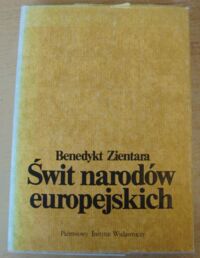 Benedykt Zientara
Świt narodów
europejskich
Państwowy Instytut Wydawniczy